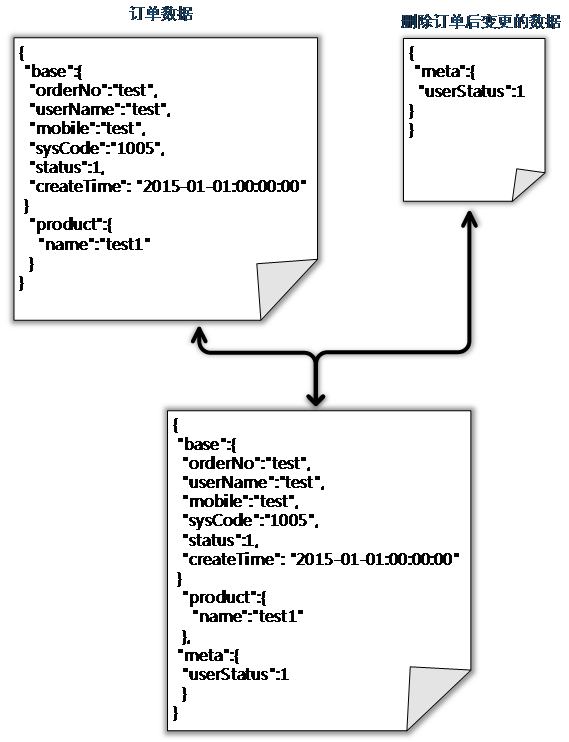 订单数据
{
"base":{
"orderNo":"test",
"userName":"test",
"mobile":"test",
"sysCode":"1005",
"status":1,
"createTime": "2015-01-01:00:00:00"
}
"product":{
"name":"test1"
}
}
删除订单后变更的数据
{
"meta":{
"userStatus":1
}
}
{
"base":{
"orderNo":"test",
"userName":"test",
"mobile":"test",
"sysCode":"1005",
"status":1,
"createTime": "2015-01-01:00:00:00"
}
"product":{
"name":"test1"
},
"meta":{
"userStatus":1
}
}